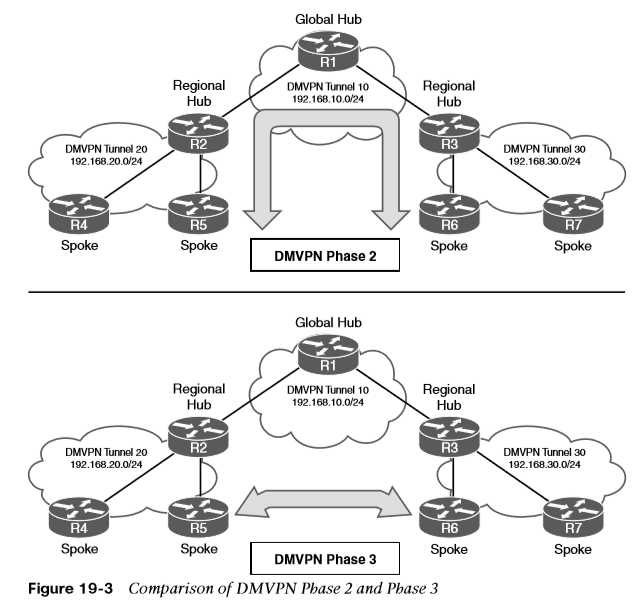 Global Hub
R1
DMVPN Tunnel 10
192.168.10.0/24
Regional
Hub
R2
Regional
Hub
R3
DMVPN Tunnel 20
192.168.20.0/24
DMVPN Tunnel 30
192.168.30.0/24
R4
R5
R6
R7
Spoke
Spoke
Spoke
Spoke
DMVPN Phase 2
Global Hub
R1
DMVPN Tunnel 10
192.168.10.0/24
Regional
Hub
R2
Regional
Hub
R3
DMVPN Tunnel 20
192.168.20.0/24
DMVPN Tunnel 30
192.168.30.0/24
R4
R5
R6
R7
Spoke
Spoke
Spoke
Spoke
DMVPN Phase 3
Figure 19-3 Comparison of DMVPN Phase 2 and Phase 3